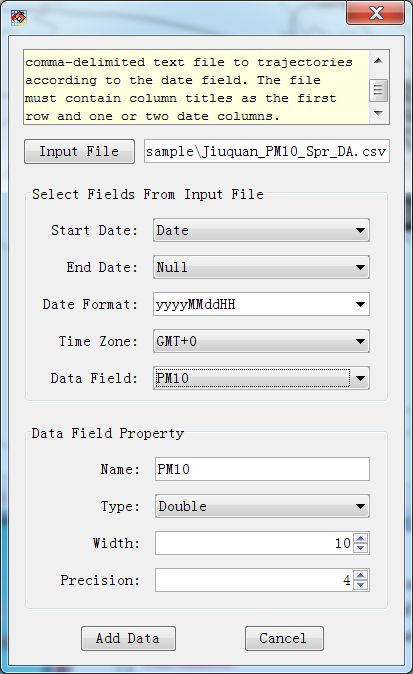 comma-delimited text file to trajectories
according to the date field. The file
must contain column titles as the first
row and one or two date columns.
Input File sample\Jiuquan_PM10_Spr_DA.csv
Select Fields From Input File
Start Date: Date
End Date: Null
Date Format: yyyyMMddHH
Time Zone: GMT+0
Data Field: PM10
Data Field Property
Name: PM10
Type: Double
Width: 10
Precision: 4
Add Data Cancel